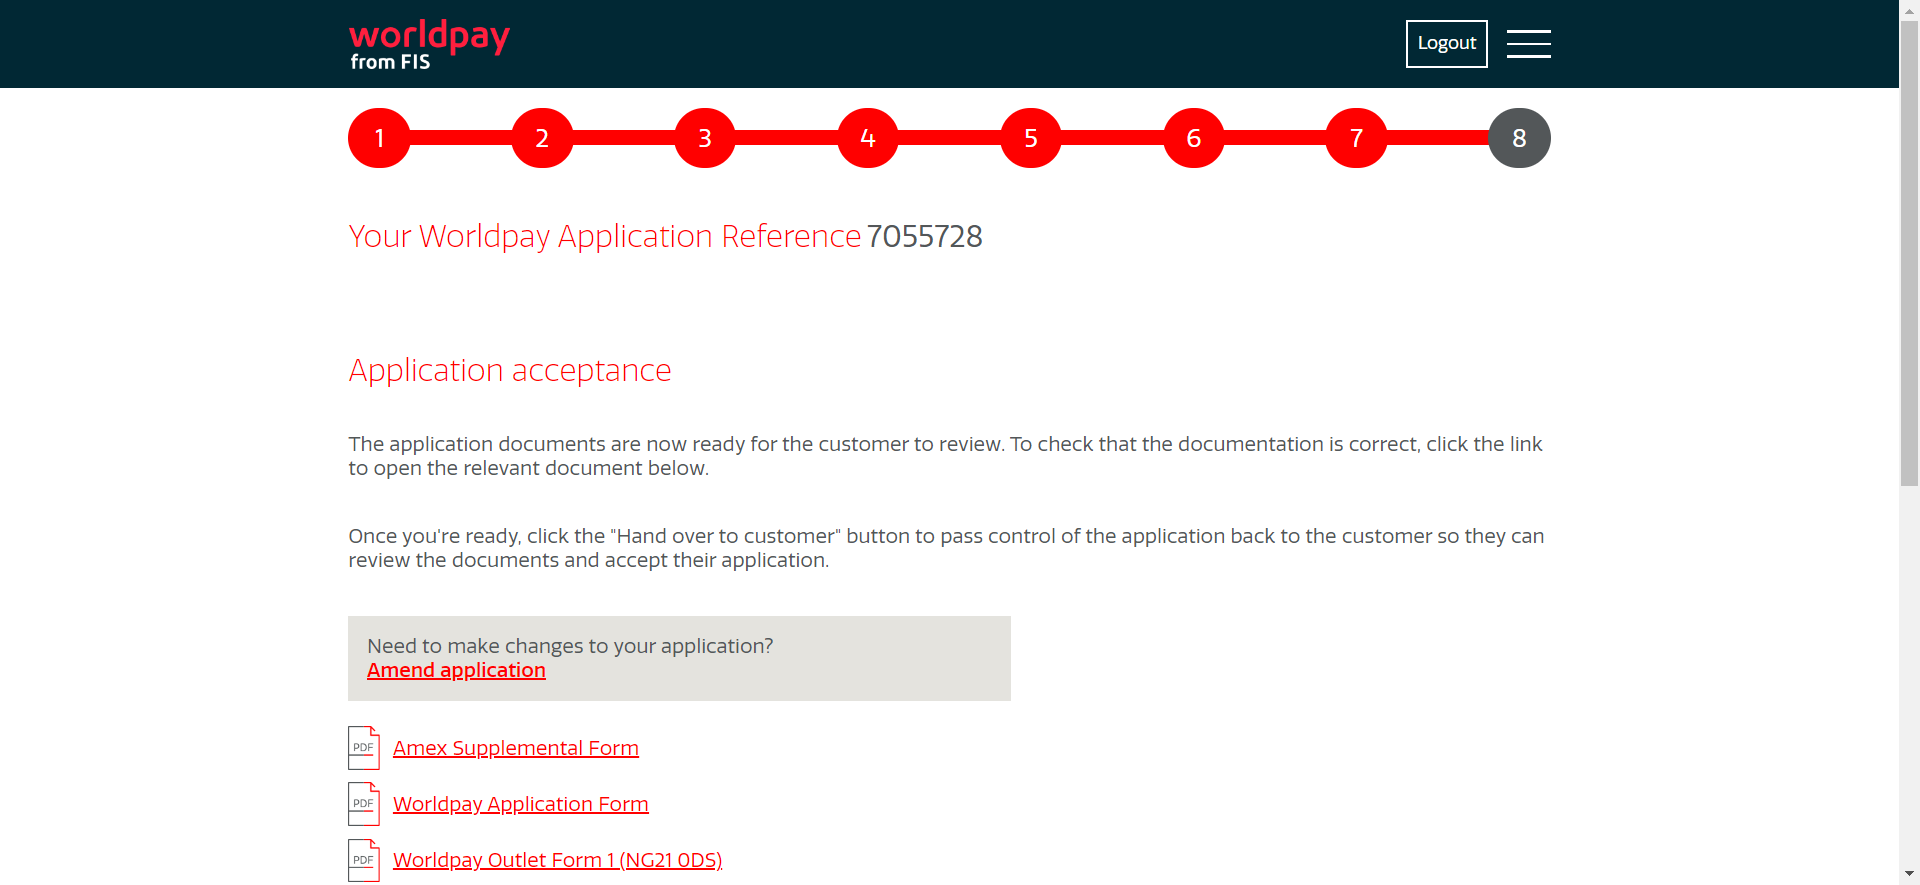 worldpay
from FIS
Logout
1 2 3 4 5 6 7 8
Your Worldpay Application Reference 7055728
Application acceptance
The application documents are now ready for the customer to review. To check that the documentation is correct, click the link
to open the relevant document below.
Once you're ready, click the "Hand over to customer" button to pass control of the application back to the customer so they can
review the documents and accept their application.
Need to make changes to your application?
Amend application
PDF Amex Supplemental Form
PDF Worldpay Application Form
PDF Worldpay Outlet Form 1 (NG21 0DS)